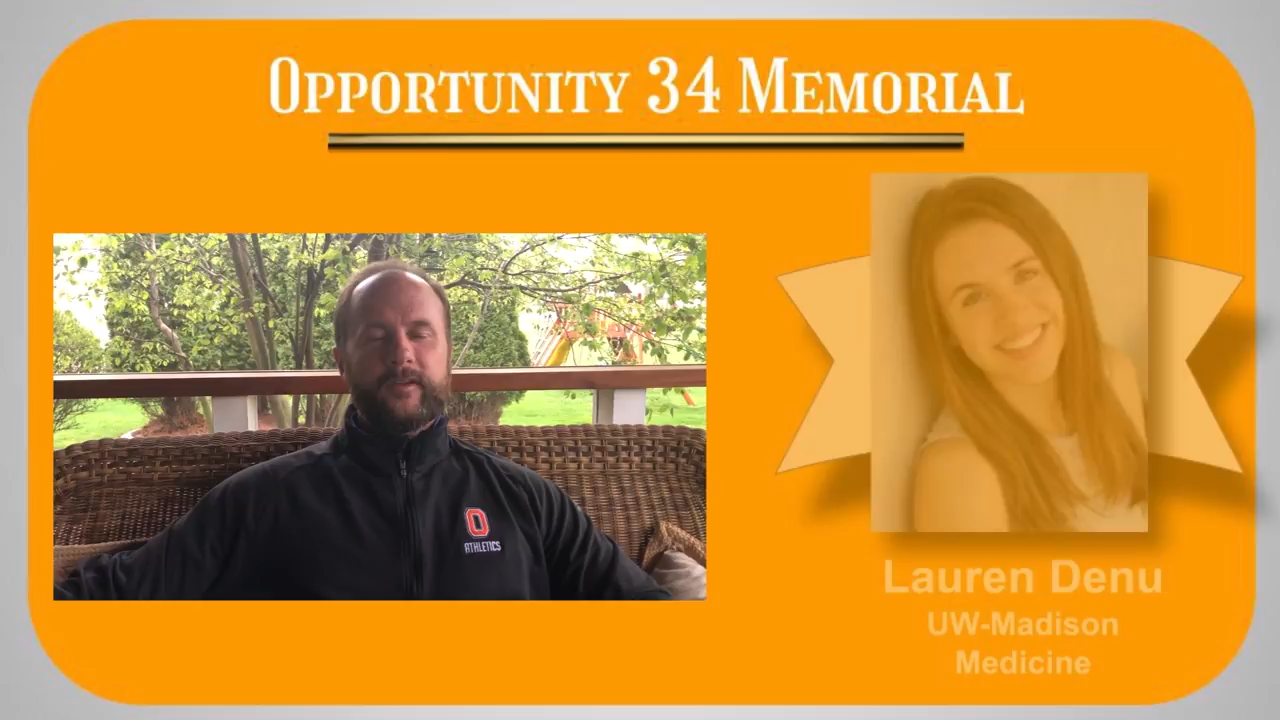 OPPORTUNITY 34 MEMORIAL
O
ATHLETICS
Lauren Denu
UW-Madison
Medicine